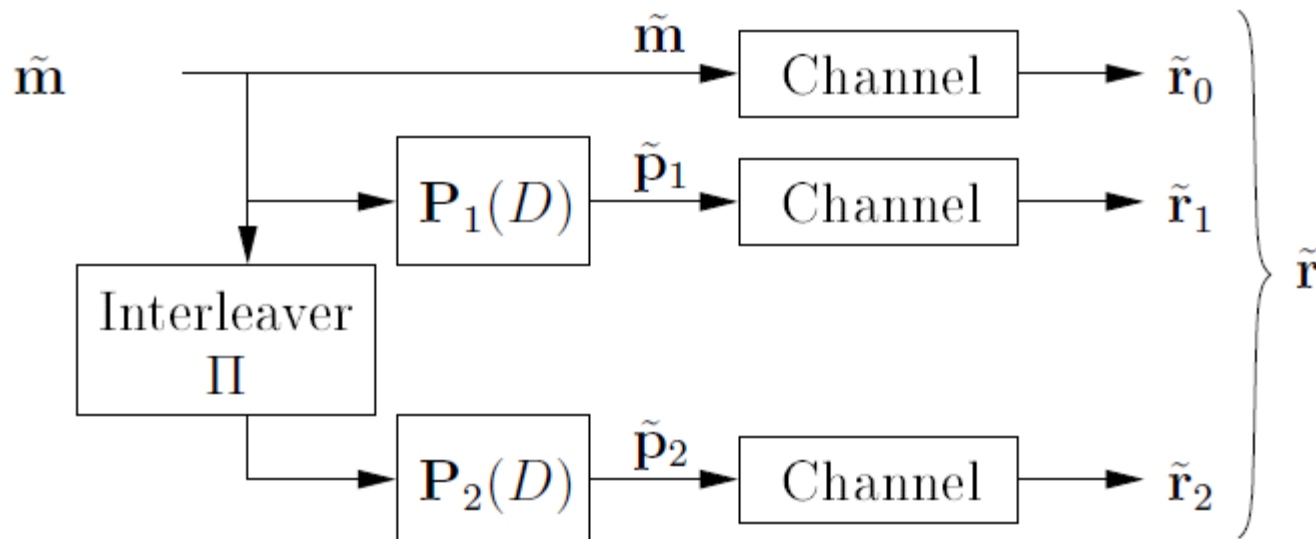 m̃
m̃
Channel
r̃₀
P₁(D)
p̃₁
Channel
r̃₁
r̃
Interleaver
Π
P₂(D)
p̃₂
Channel
r̃₂